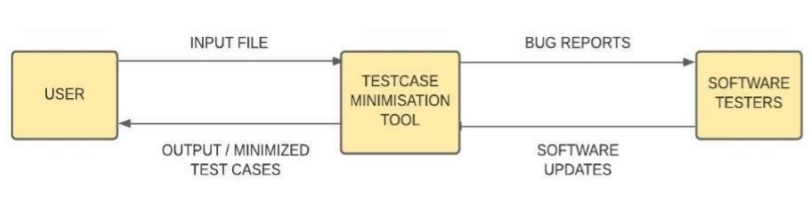 INPUT FILE
BUG REPORTS
USER
TESTCASE
MINIMISATION
TOOL
SOFTWARE
TESTERS
OUTPUT / MINIMIZED
TEST CASES
SOFTWARE
UPDATES